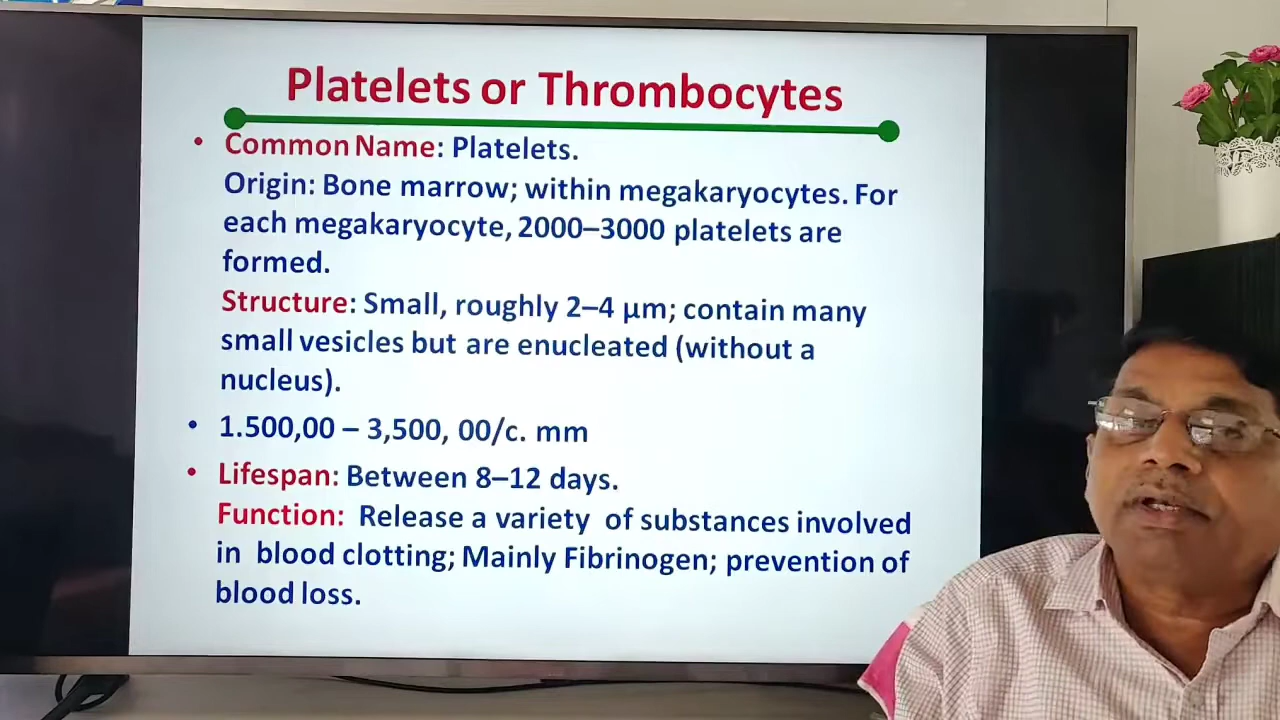 Platelets or Thrombocytes
• Common Name: Platelets.
Origin: Bone marrow; within megakaryocytes. For
each megakaryocyte, 2000–3000 platelets are
formed.
Structure: Small, roughly 2–4 µm; contain many
small vesicles but are enucleated (without a
nucleus).
• 1.500,00 – 3,500, 00/c. mm
• Lifespan: Between 8–12 days.
Function: Release a variety of substances involved
in blood clotting; Mainly Fibrinogen; prevention of
blood loss.